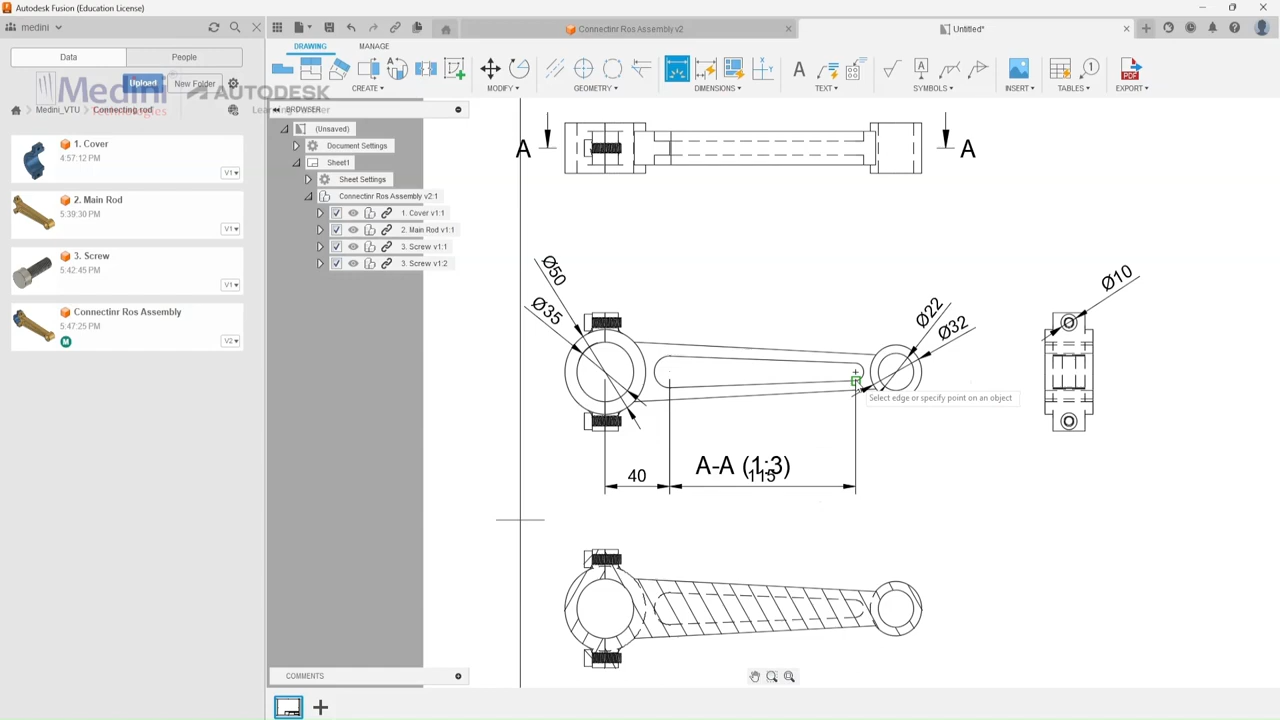 Autodesk Fusion (Education License)
medini
Connectinr Ros Assembly v2
Untitled*
Data
People
DRAWING
MANAGE
Upload
New Folder
Medini
Technologies
AUTODESK
CREATE
MODIFY
GEOMETRY
DIMENSIONS
TEXT
SYMBOLS
INSERT
TABLES
EXPORT
PDF
Medini_VTU
Connecting rod
BROWSER
1. Cover
4:57:12 PM
V1
2. Main Rod
5:39:30 PM
V1
3. Screw
5:42:45 PM
V1
Connectinr Ros Assembly
5:47:25 PM
M
V2
(Unsaved)
Document Settings
Sheet1
Sheet Settings
Connectinr Ros Assembly v2:1
1. Cover v1:1
2. Main Rod v1:1
3. Screw v1:1
3. Screw v1:2
A
A
Ø50
Ø35
Ø22
Ø32
Ø10
Select edge or specify point on an object
40
A-A (1:3)
115
COMMENTS